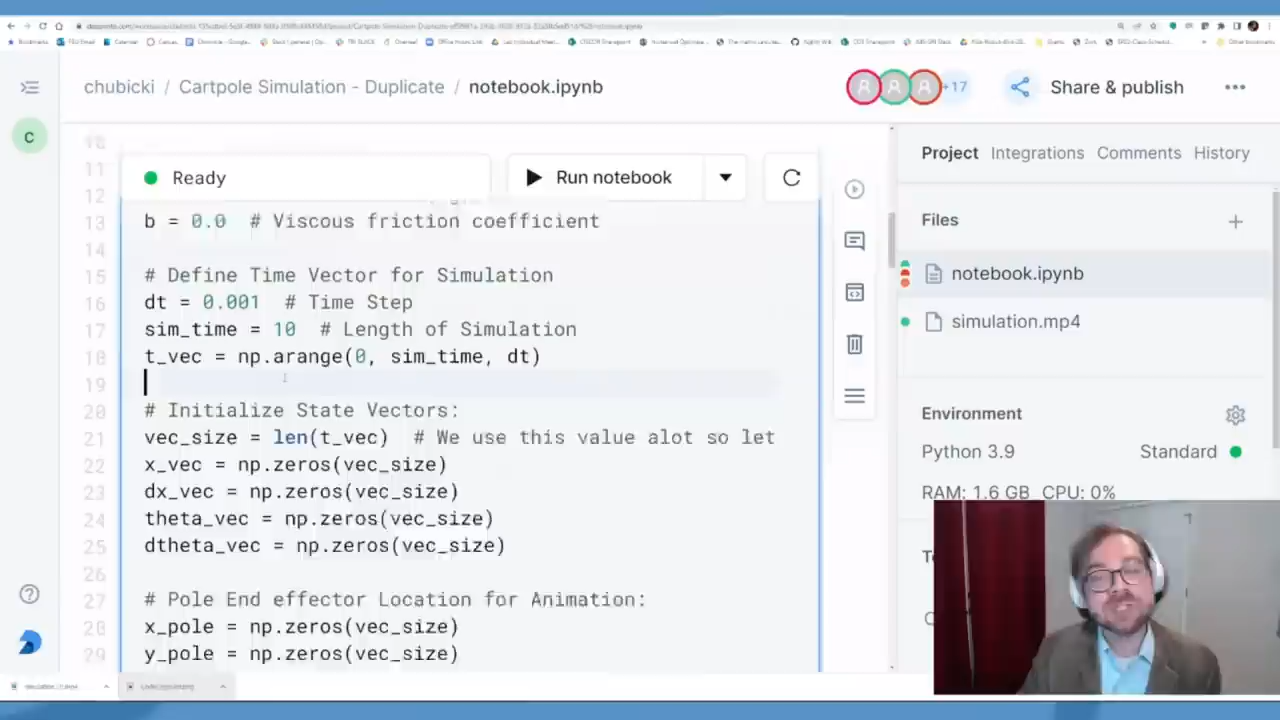 Bookmarks
Calendar
Canvas
Other bookmarks
chubicki / Cartpole Simulation - Duplicate / notebook.ipynb
+17
Share & publish
C
Ready
Run notebook
Project Integrations Comments History
Files
notebook.ipynb
simulation.mp4
Environment
Python 3.9 Standard
RAM: 1.6 GB CPU: 0%
10
11
12
13 b = 0.0 # Viscous friction coefficient
14
15 # Define Time Vector for Simulation
16 dt = 0.001 # Time Step
17 sim_time = 10 # Length of Simulation
18 t_vec = np.arange(0, sim_time, dt)
19
20 # Initialize State Vectors:
21 vec_size = len(t_vec) # We use this value alot so let
22 x_vec = np.zeros(vec_size)
23 dx_vec = np.zeros(vec_size)
24 theta_vec = np.zeros(vec_size)
25 dtheta_vec = np.zeros(vec_size)
26
27 # Pole End effector Location for Animation:
28 x_pole = np.zeros(vec_size)
29 y_pole = np.zeros(vec_size)